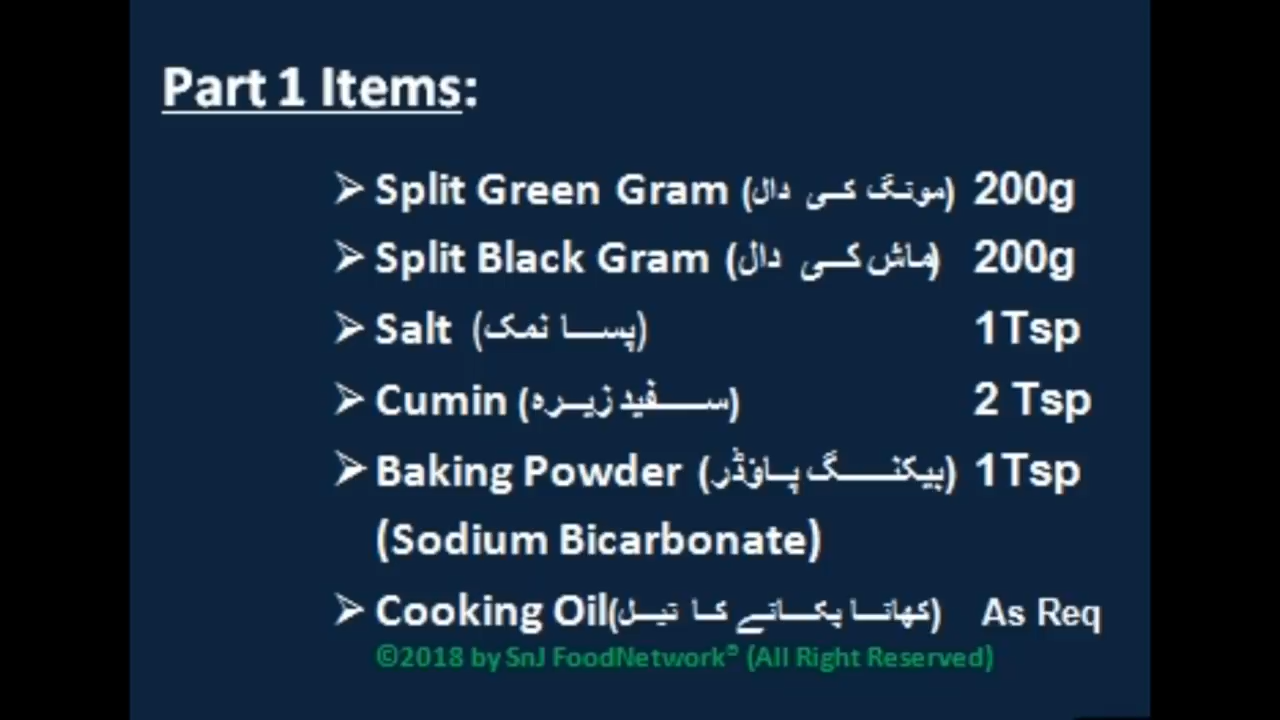 Part 1 Items:
➢ Split Green Gram (مونگ کی دال) 200g
➢ Split Black Gram (ماش کی دال) 200g
➢ Salt (پسا نمک) 1Tsp
➢ Cumin (سفید زیرہ) 2 Tsp
➢ Baking Powder (بیکنگ پاؤڈر) 1Tsp
(Sodium Bicarbonate)
➢ Cooking Oil(کھانا پکانے کا تیل) As Req
©2018 by SnJ FoodNetwork® (All Right Reserved)